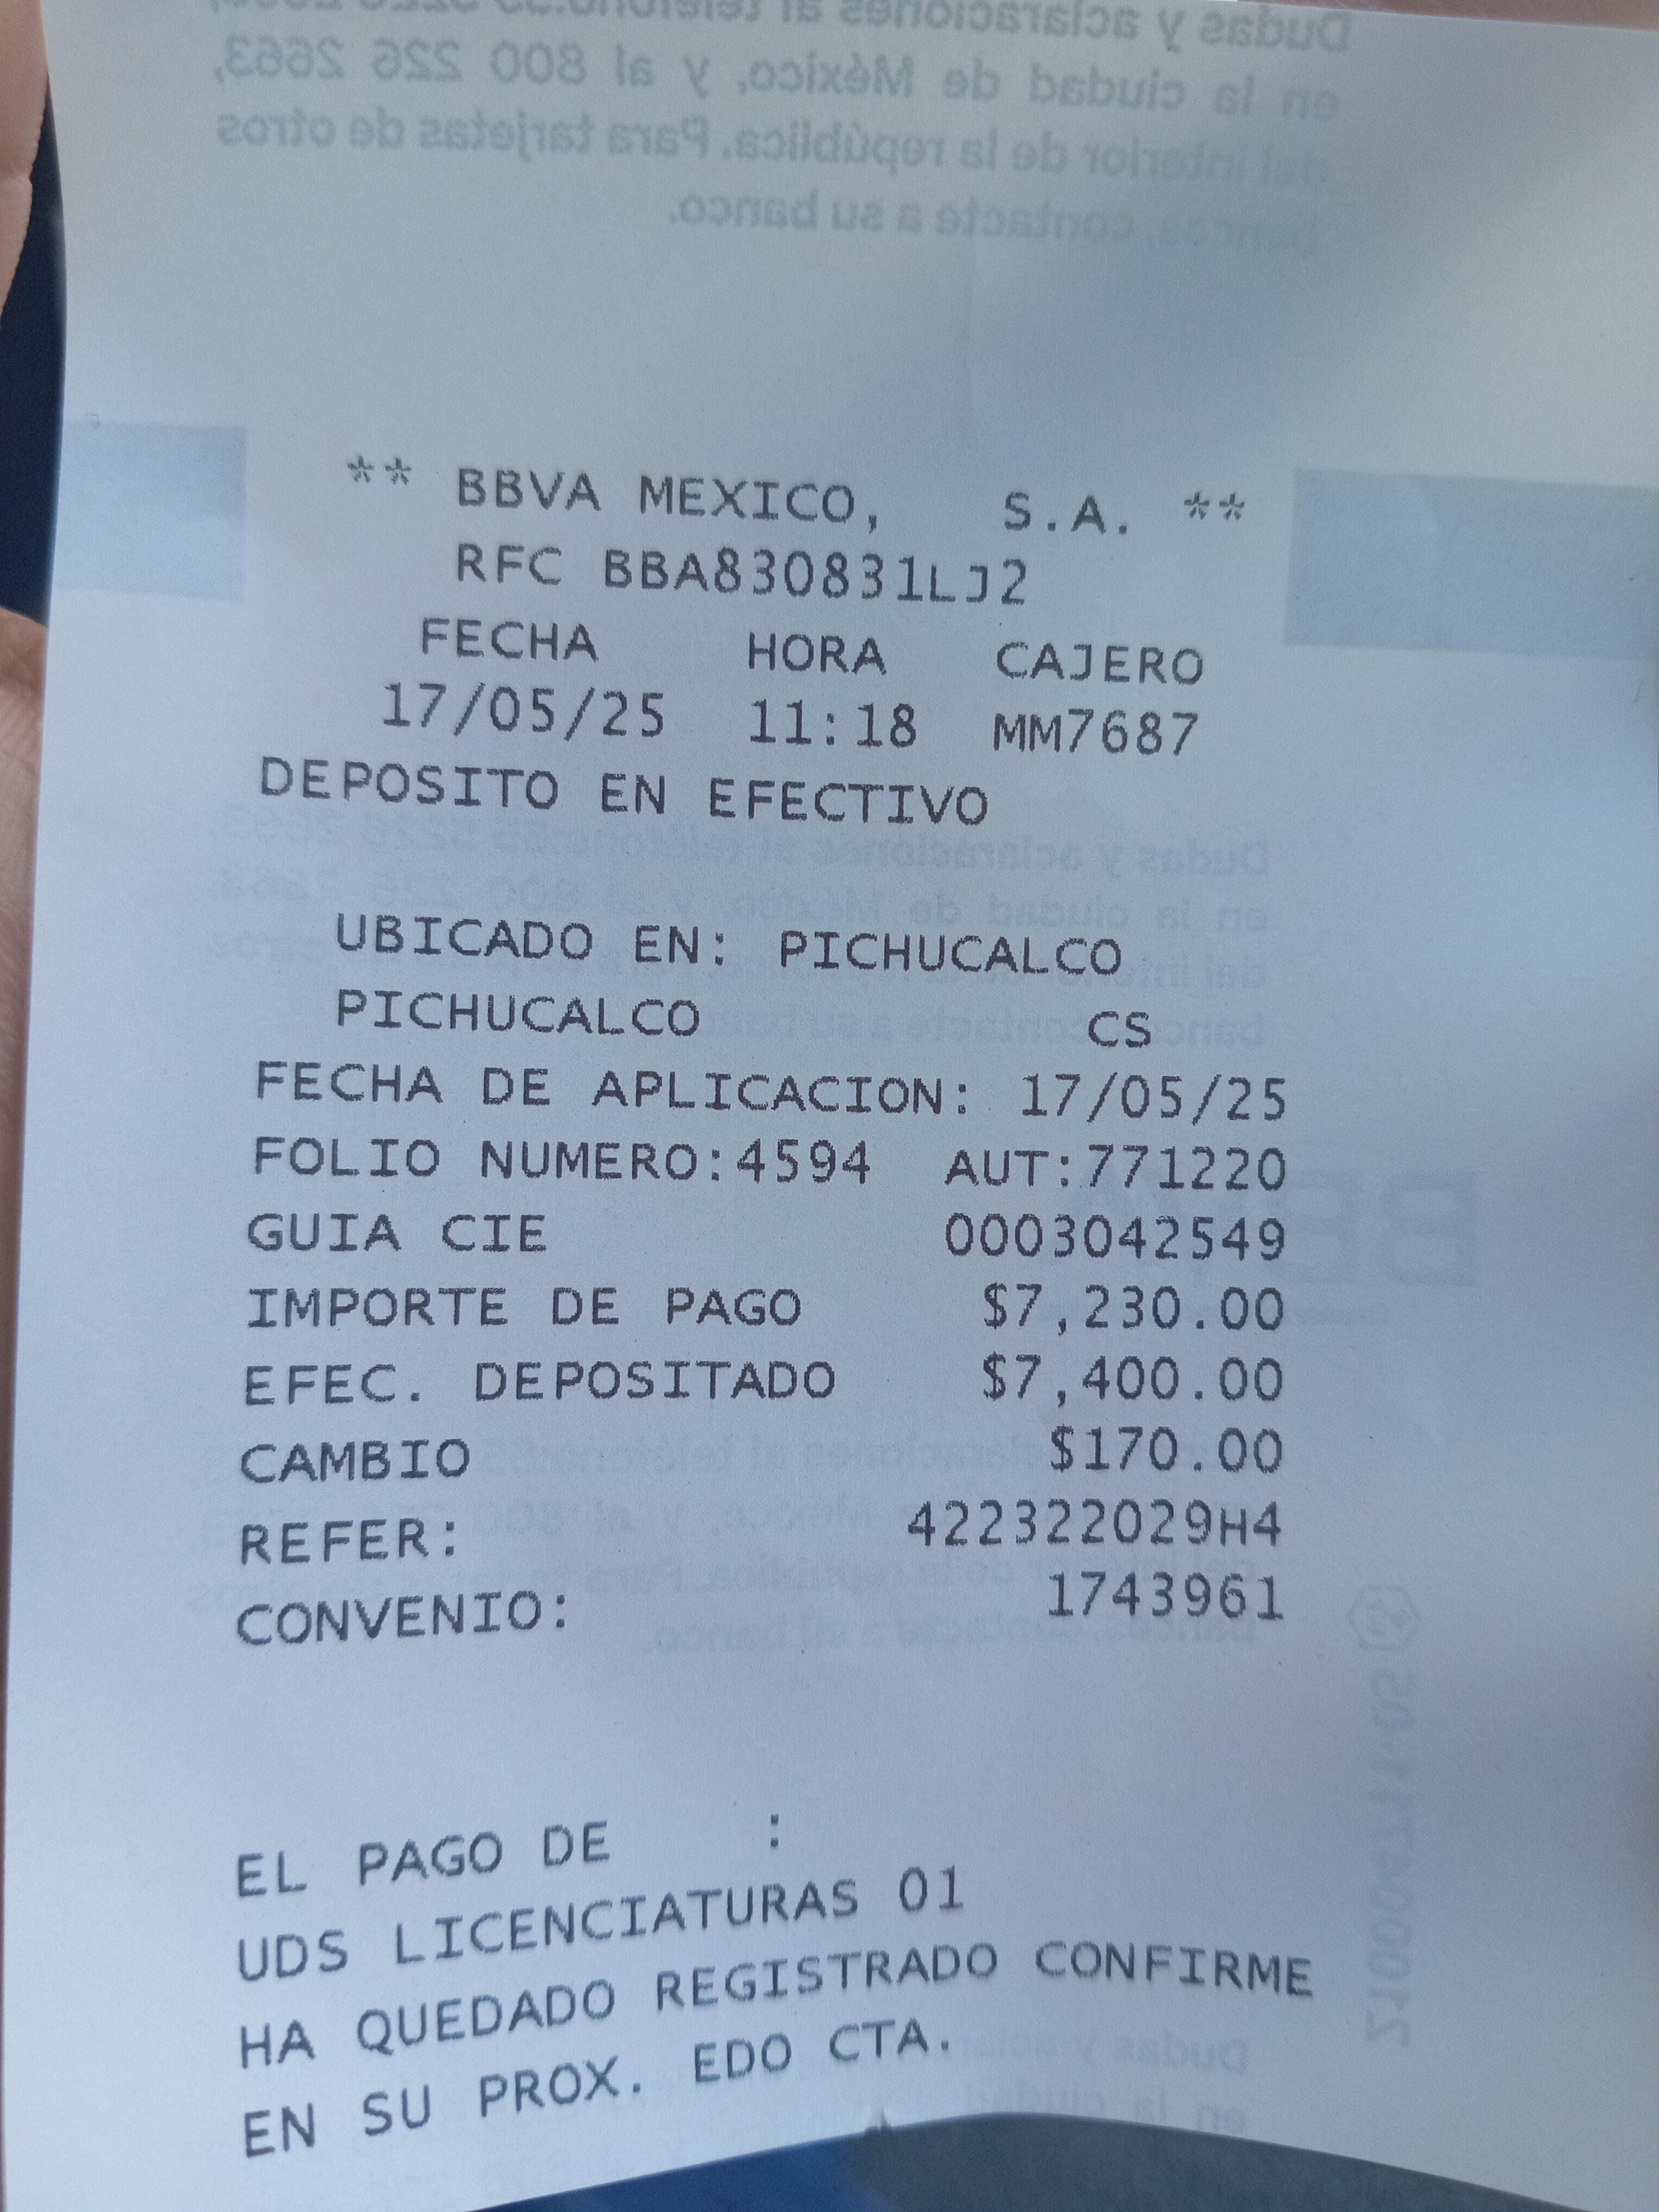 ** BBVA MEXICO, S.A. **
RFC BBA830831LJ2
FECHA HORA CAJERO
17/05/25 11:18 MM7687
DEPOSITO EN EFECTIVO
UBICADO EN: PICHUCALCO
PICHUCALCO CS
FECHA DE APLICACION: 17/05/25
FOLIO NUMERO:4594 AUT:771220
GUIA CIE 0003042549
IMPORTE DE PAGO $7,230.00
EFEC. DEPOSITADO $7,400.00
CAMBIO $170.00
REFER: 422322029H4
CONVENIO: 1743961
EL PAGO DE :
UDS LICENCIATURAS 01
HA QUEDADO REGISTRADO CONFIRME
EN SU PROX. EDO CTA.